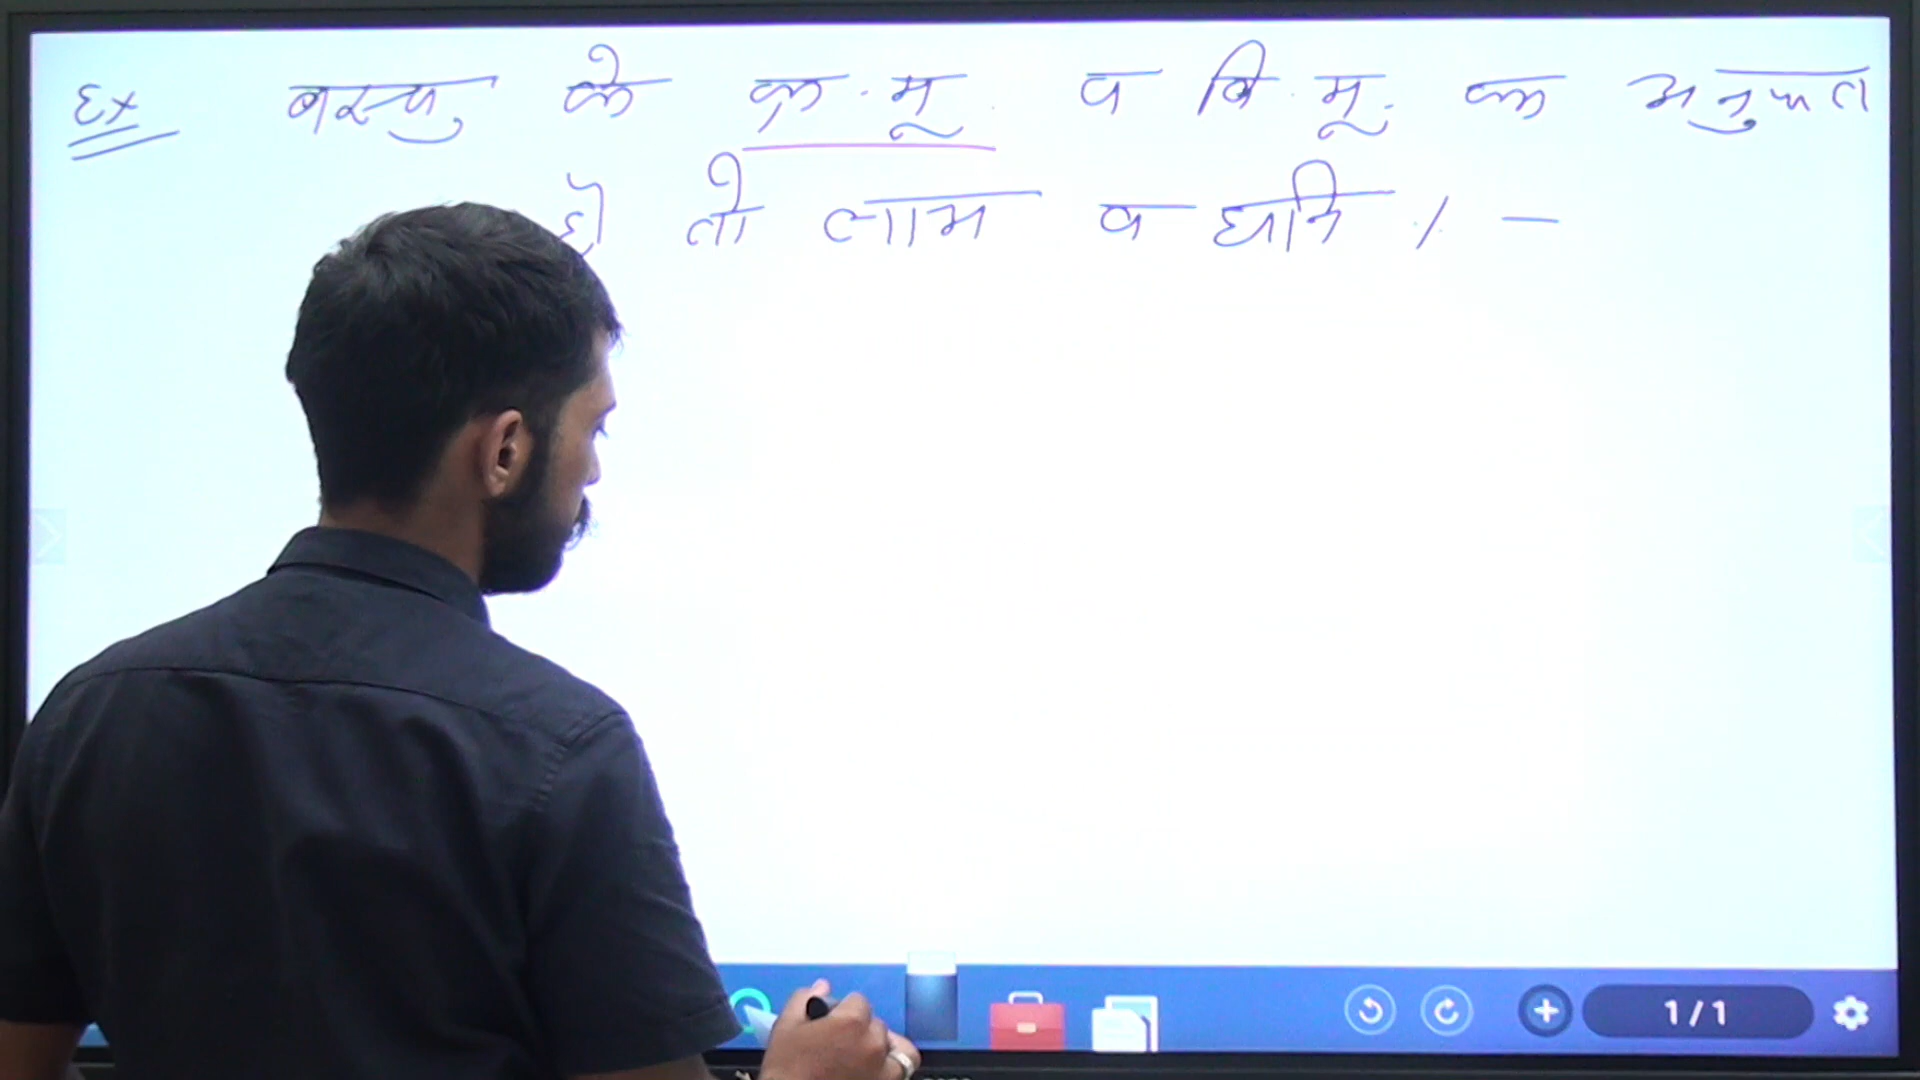 Ex वस्तु के क्र. मू. व वि. मू. का अनुपात
हो तो लाभ व हानि % -
1/1